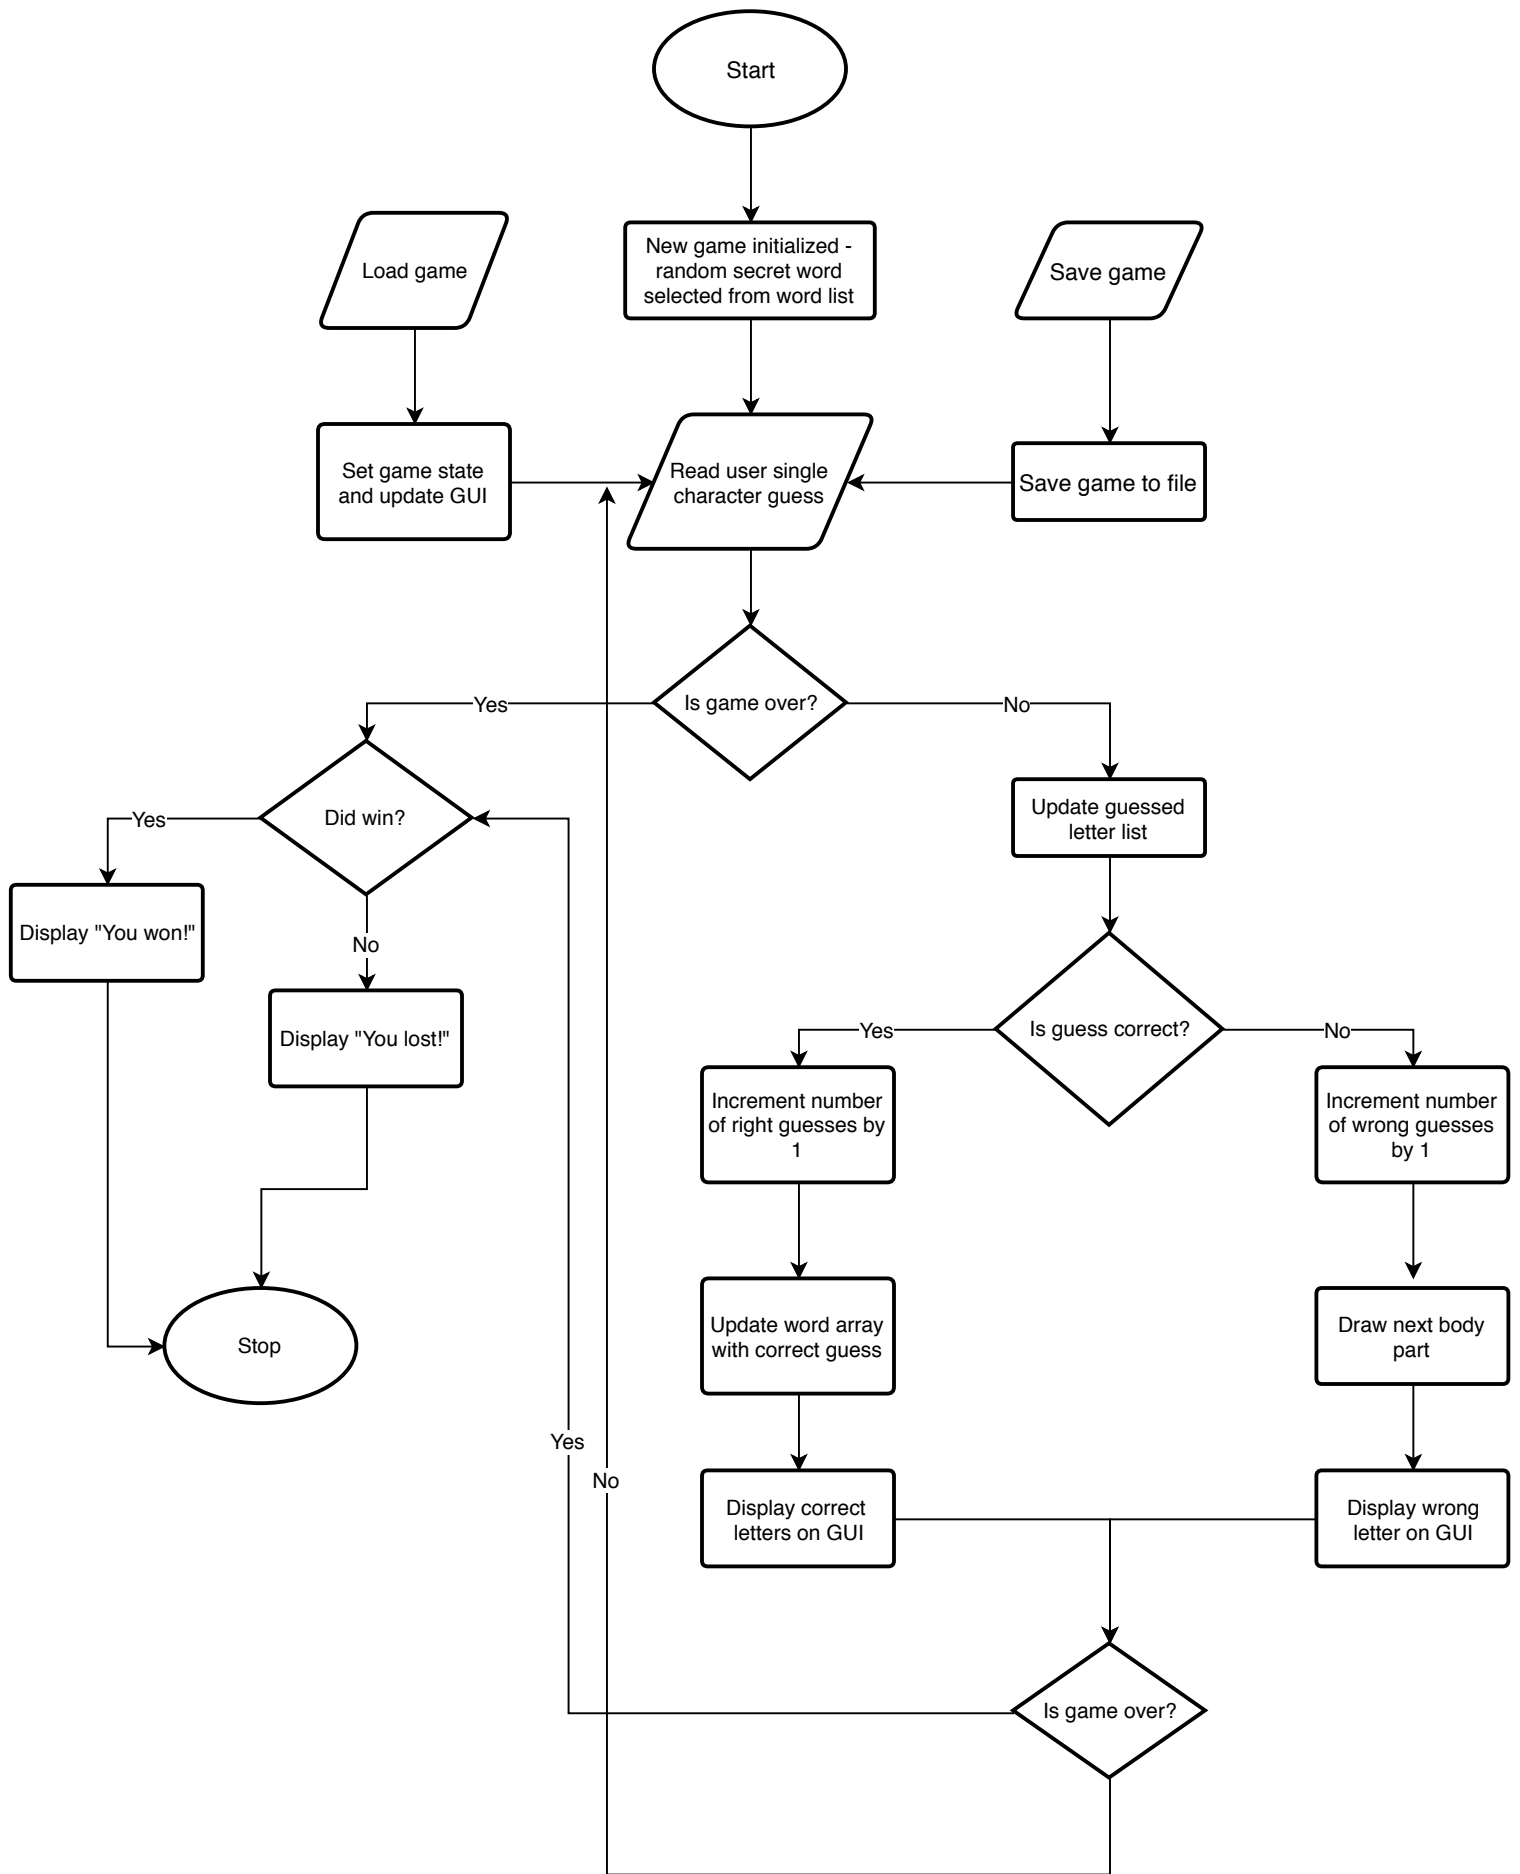 Start
Load game
New game initialized -
random secret word
selected from word list
Save game
Set game state
and update GUI
Read user single
character guess
Save game to file
Is game over?
Yes
No
Did win?
Yes
No
Update guessed
letter list
Display "You won!"
Display "You lost!"
Is guess correct?
Yes
No
Increment number
of right guesses by
1
Increment number
of wrong guesses
by 1
Update word array
with correct guess
Draw next body
part
Stop
Yes
No
Display correct
letters on GUI
Display wrong
letter on GUI
Is game over?